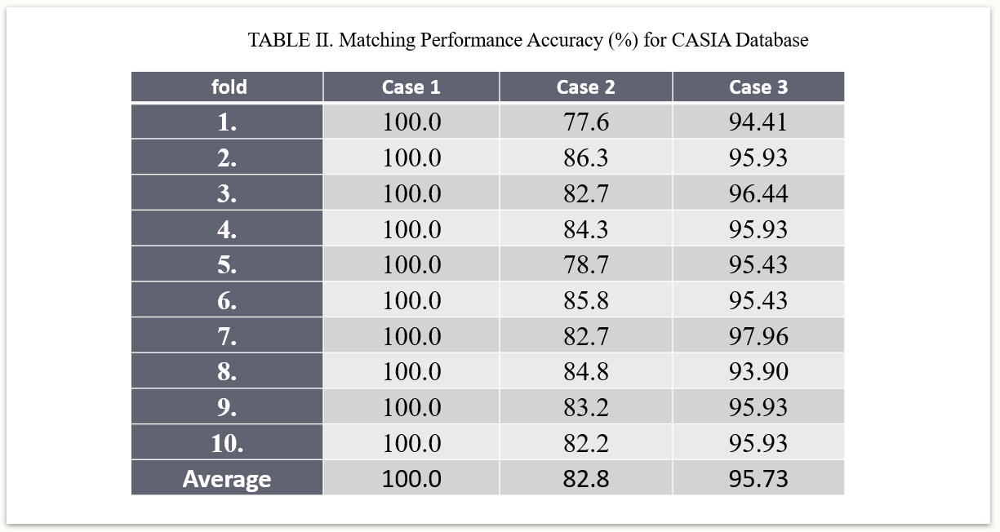 TABLE II. Matching Performance Accuracy (%) for CASIA Database
fold Case 1 Case 2 Case 3
1. 100.0 77.6 94.41
2. 100.0 86.3 95.93
3. 100.0 82.7 96.44
4. 100.0 84.3 95.93
5. 100.0 78.7 95.43
6. 100.0 85.8 95.43
7. 100.0 82.7 97.96
8. 100.0 84.8 93.90
9. 100.0 83.2 95.93
10. 100.0 82.2 95.93
Average 100.0 82.8 95.73